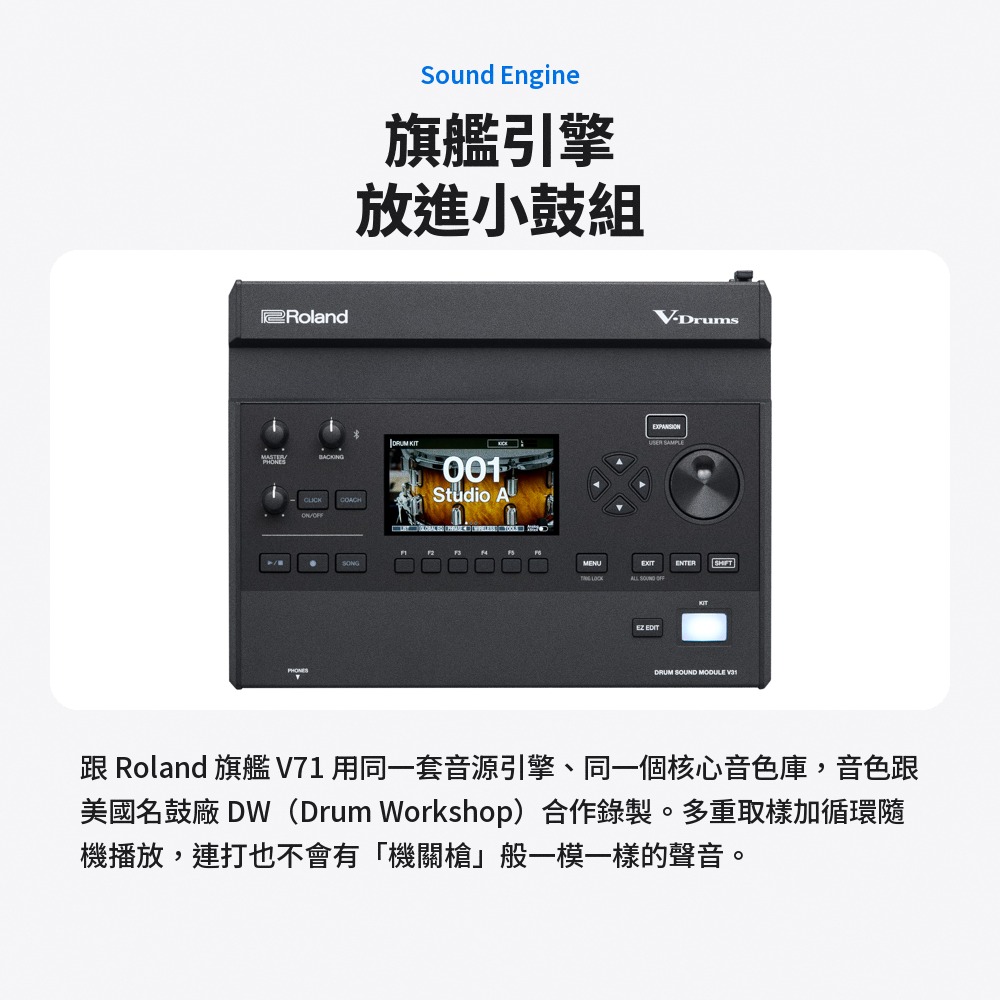 Sound Engine
旗艦引擎
放進小鼓組
Roland
V-Drums
EXPANSION
USER SAMPLE
MASTER/
PHONES
BACKING
DRUM KIT
KICK
001
Studio A
CLICK
COACH
ON/OFF
TOOLS
F1 F2 F3 F4 F5 F6
SONG
MENU
EXIT
ENTER
SHIFT
TRIG LOCK
ALL SOUND OFF
KIT
EZ EDIT
PHONES
DRUM SOUND MODULE V31
跟 Roland 旗艦 V71 用同一套音源引擎、同一個核心音色庫，音色跟
美國名鼓廠 DW（Drum Workshop）合作錄製。多重取樣加循環隨
機播放，連打也不會有「機關槍」般一模一樣的聲音。